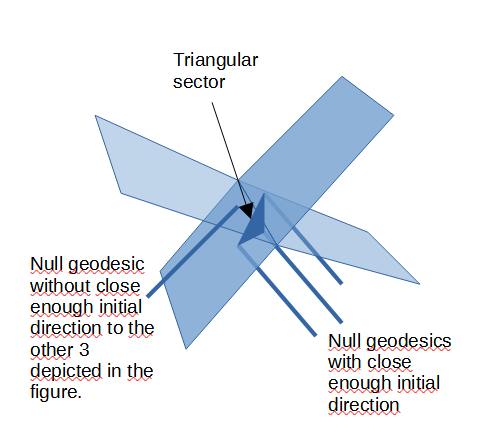 Triangular
sector
Null geodesic
without close
enough initial
direction to the
other 3
depicted in the
figure.
Null geodesics
with close
enough initial
direction